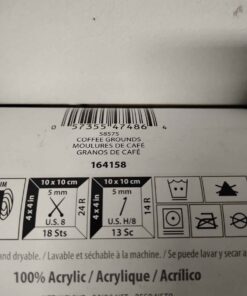 0 57355 47486 4
58575
COFFEE GROUNDS
MOULURES DE CAFÉ
GRANOS DE CAFÉ
164158
10 x 10 cm
10 x 10 cm
4 x 4 in
5 mm
24 R
4 x 4 in
5 mm
14 R
U.S. 8
U.S. H/8
18 Sts
13 Sc
and dryable. / Lavable et séchable à la machine. / Se puede lavar y secar a
100% Acrylic / Acrylique / Acrílico